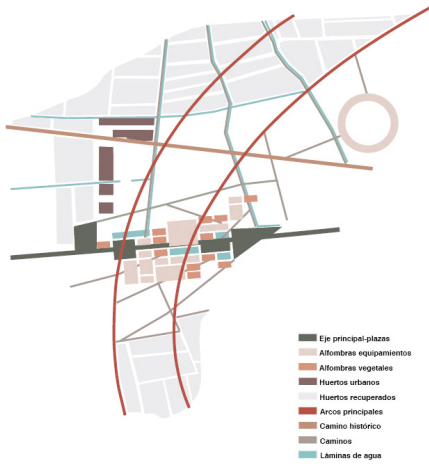 Eje principal-plazas
Alfombras equipamientos
Alfombras vegetales
Huertos urbanos
Huertos recuperados
Arcos principales
Camino histórico
Caminos
Láminas de agua